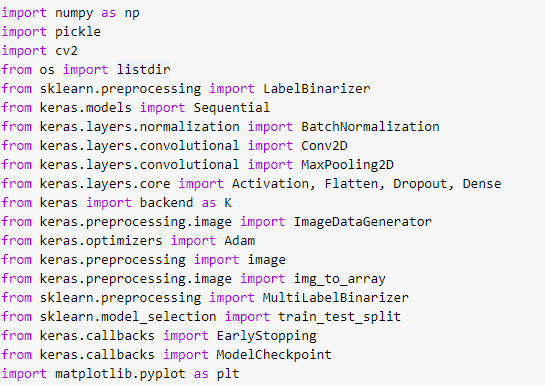 import numpy as np
import pickle
import cv2
from os import listdir
from sklearn.preprocessing import LabelBinarizer
from keras.models import Sequential
from keras.layers.normalization import BatchNormalization
from keras.layers.convolutional import Conv2D
from keras.layers.convolutional import MaxPooling2D
from keras.layers.core import Activation, Flatten, Dropout, Dense
from keras import backend as K
from keras.preprocessing.image import ImageDataGenerator
from keras.optimizers import Adam
from keras.preprocessing import image
from keras.preprocessing.image import img_to_array
from sklearn.preprocessing import MultiLabelBinarizer
from sklearn.model_selection import train_test_split
from keras.callbacks import EarlyStopping
from keras.callbacks import ModelCheckpoint
import matplotlib.pyplot as plt